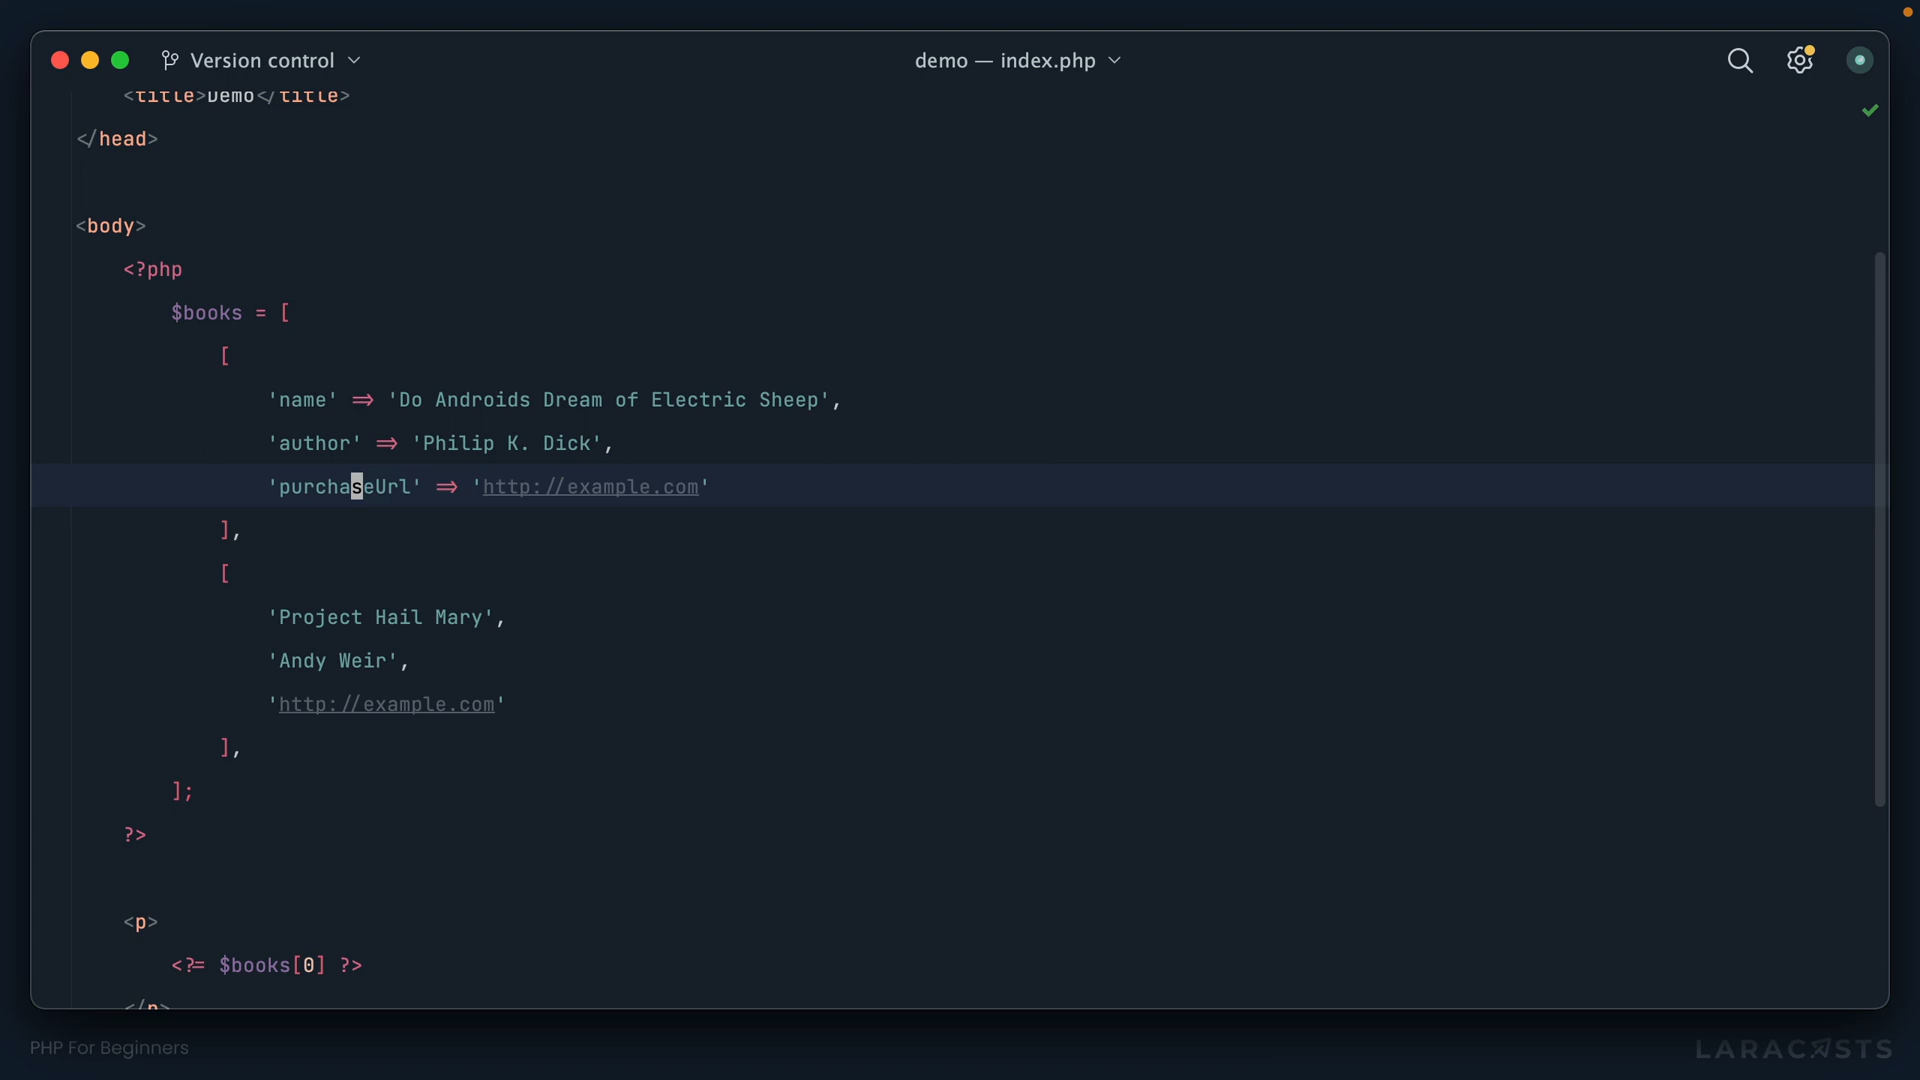 Version control
demo — index.php
<title>Demo</title>
</head>
<body>
<?php
$books = [
[
'name' => 'Do Androids Dream of Electric Sheep',
'author' => 'Philip K. Dick',
'purchaseUrl' => 'http://example.com'
],
[
'Project Hail Mary',
'Andy Weir',
'http://example.com'
],
];
?>
<p>
<?= $books[0] ?>
</p>
PHP For Beginners
LARACASTS